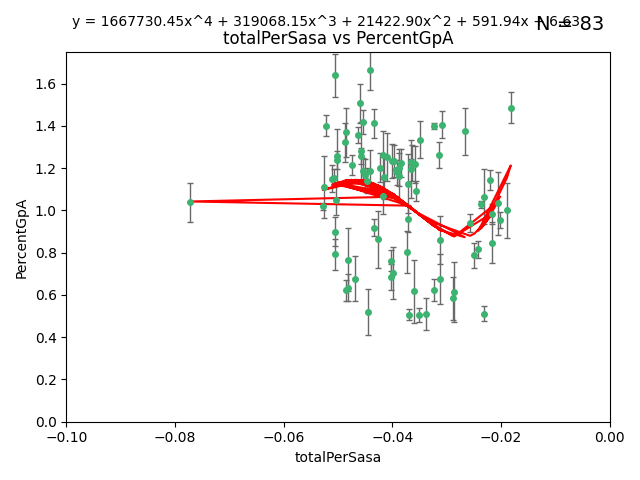 y = 1667730.45x^4 + 319068.15x^3 + 21422.90x^2 + 591.94x + 6.63
N = 83
totalPerSasa vs PercentGpA
PercentGpA
1.6
1.4
1.2
1.0
0.8
0.6
0.4
0.2
0.0
−0.10 −0.08 −0.06 −0.04 −0.02 0.00
totalPerSasa